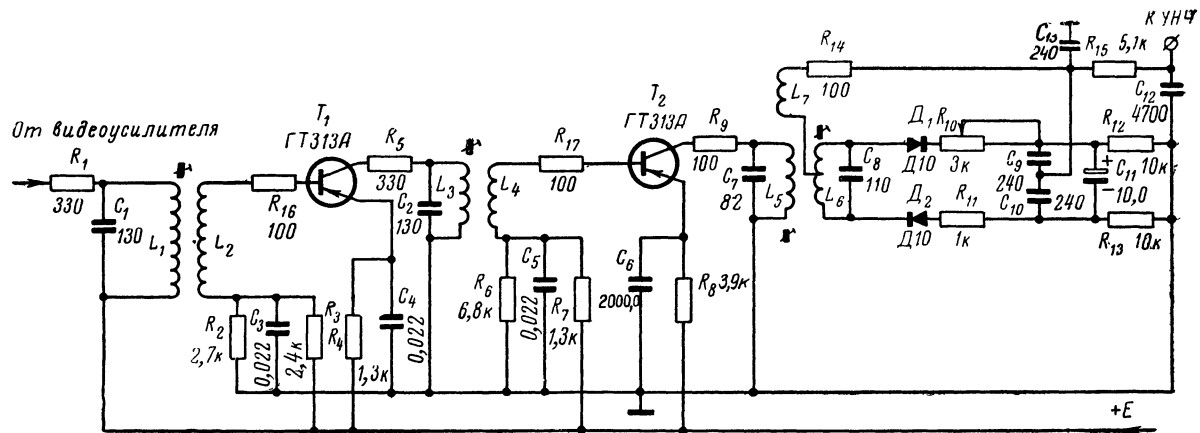 От видеоусилителя
R1
330
C1
130
L1
L2
R16
100
T1
ГТ313А
R5
330
C2
130
L3
L4
R2
2,7к
C3
0,022
R3
2,4к
R4
1,3к
C4
0,022
R17
100
T2
ГТ313А
R6
6,8к
C5
0,022
R7
1,3к
C6
2000,0
R8 3,9к
R9
100
C7
82
L5
L6
L7
R14
100
C8
110
Д1
Д10
R10
3к
Д2
Д10
R11
1к
C13
240
R15
5,1к
К УНЧ
C12
4700
C9
240
C10
240
R12
10к
+ C11
– 10,0
R13
10к
+E